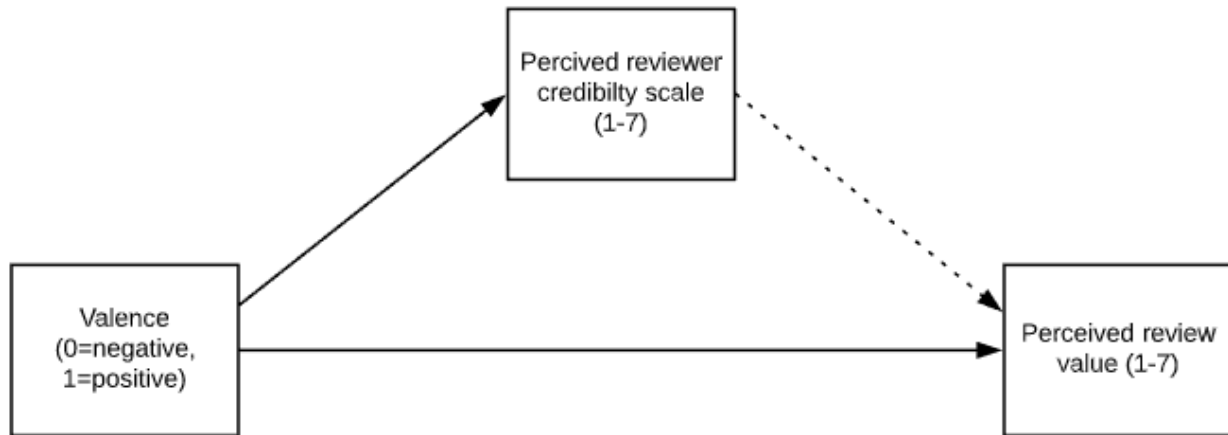 Percived reviewer
credibilty scale
(1-7)
Valence
(0=negative,
1=positive)
Perceived review
value (1-7)